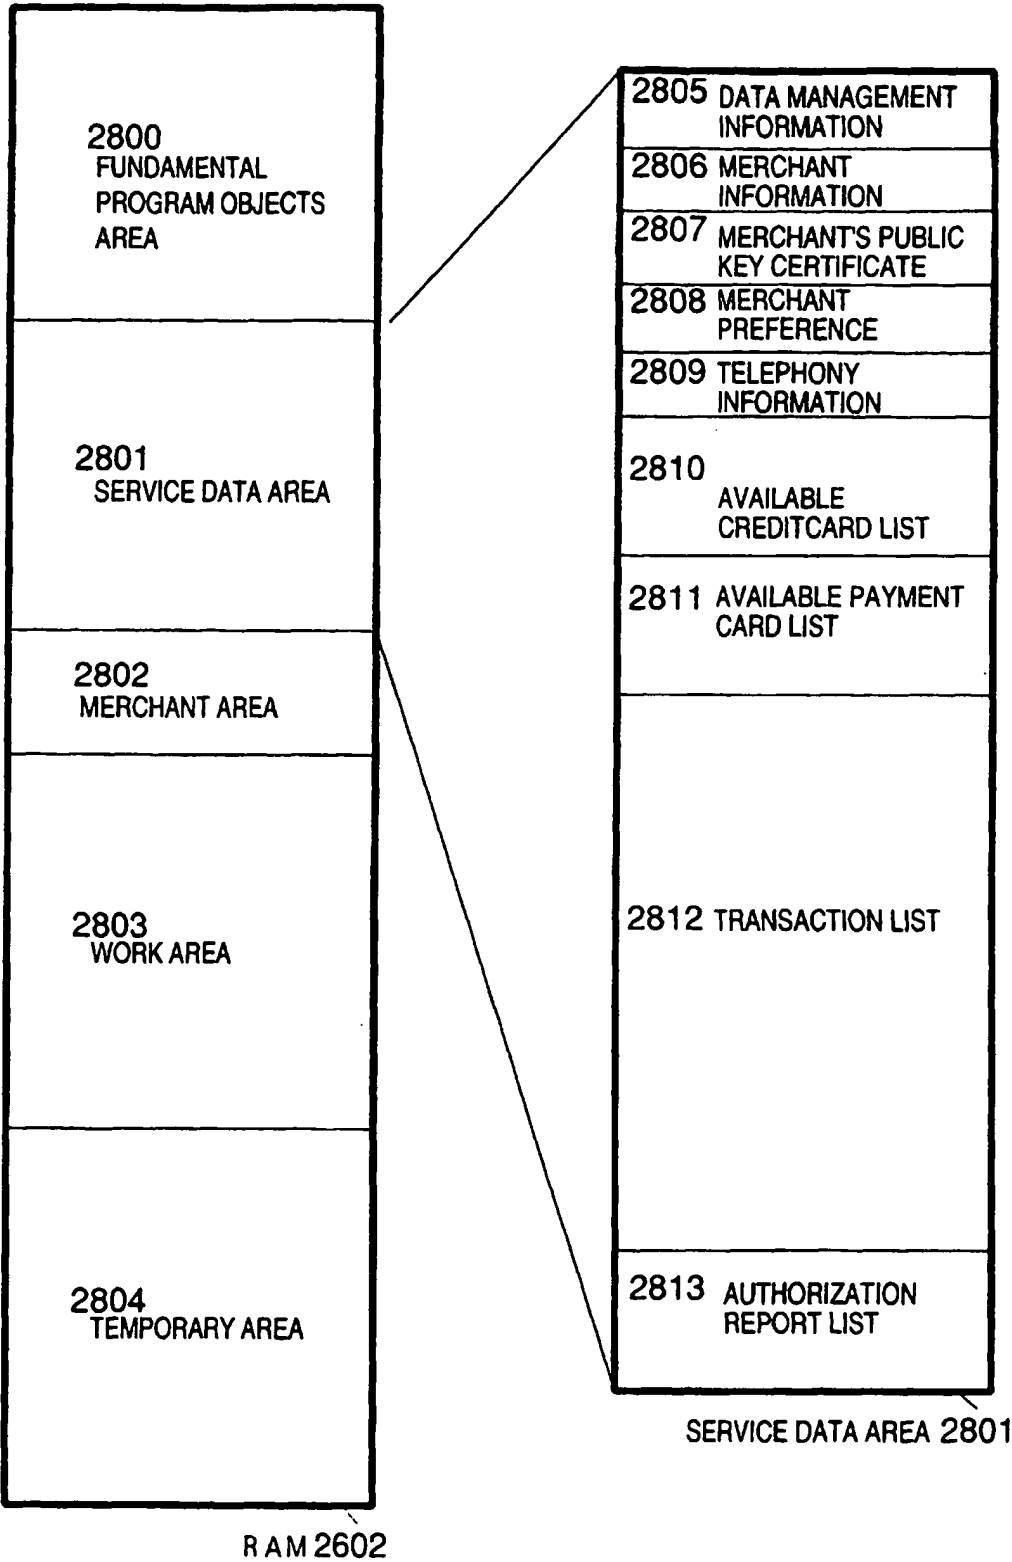 2800
FUNDAMENTAL
PROGRAM OBJECTS
AREA
2801
SERVICE DATA AREA
2802
MERCHANT AREA
2803
WORK AREA
2804
TEMPORARY AREA
RAM 2602
2805 DATA MANAGEMENT
INFORMATION
2806 MERCHANT
INFORMATION
2807 MERCHANT'S PUBLIC
KEY CERTIFICATE
2808 MERCHANT
PREFERENCE
2809 TELEPHONY
INFORMATION
2810
AVAILABLE
CREDITCARD LIST
2811 AVAILABLE PAYMENT
CARD LIST
2812 TRANSACTION LIST
2813 AUTHORIZATION
REPORT LIST
SERVICE DATA AREA 2801